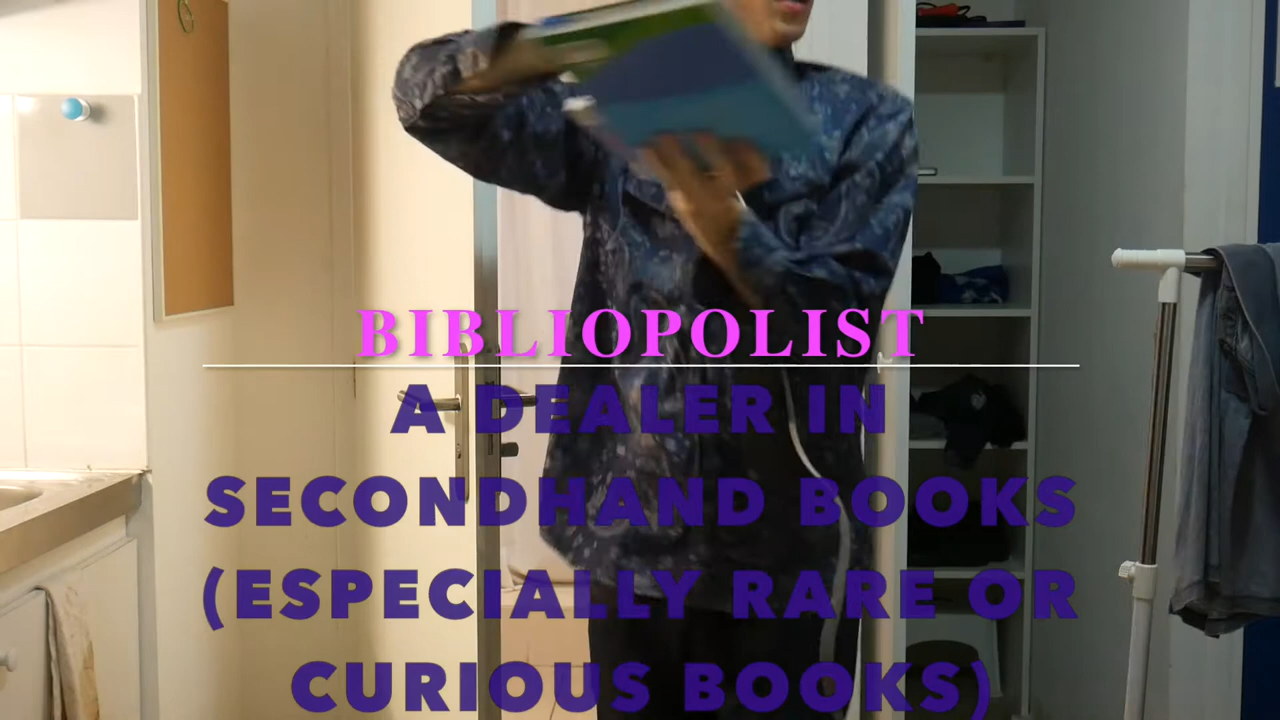 BIBLIOPOLIST
A DEALER IN
SECONDHAND BOOKS
(ESPECIALLY RARE OR
CURIOUS BOOKS)